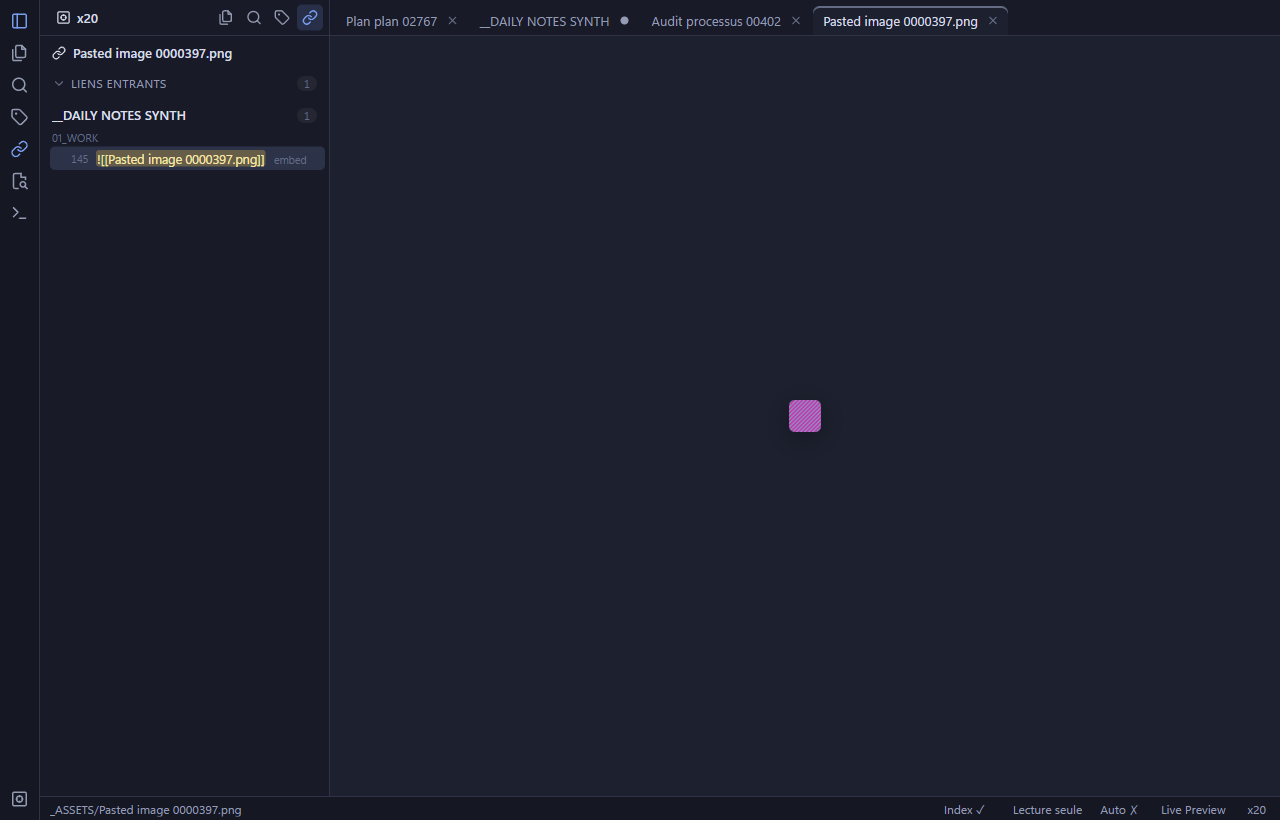 x20
Plan plan 02767
__DAILY NOTES SYNTH
Audit processus 00402
Pasted image 0000397.png
Pasted image 0000397.png
LIENS ENTRANTS 1
__DAILY NOTES SYNTH 1
01_WORK
145 ![[Pasted image 0000397.png]] embed
_ASSETS/Pasted image 0000397.png
Index ✓ Lecture seule Auto ✗ Live Preview x20